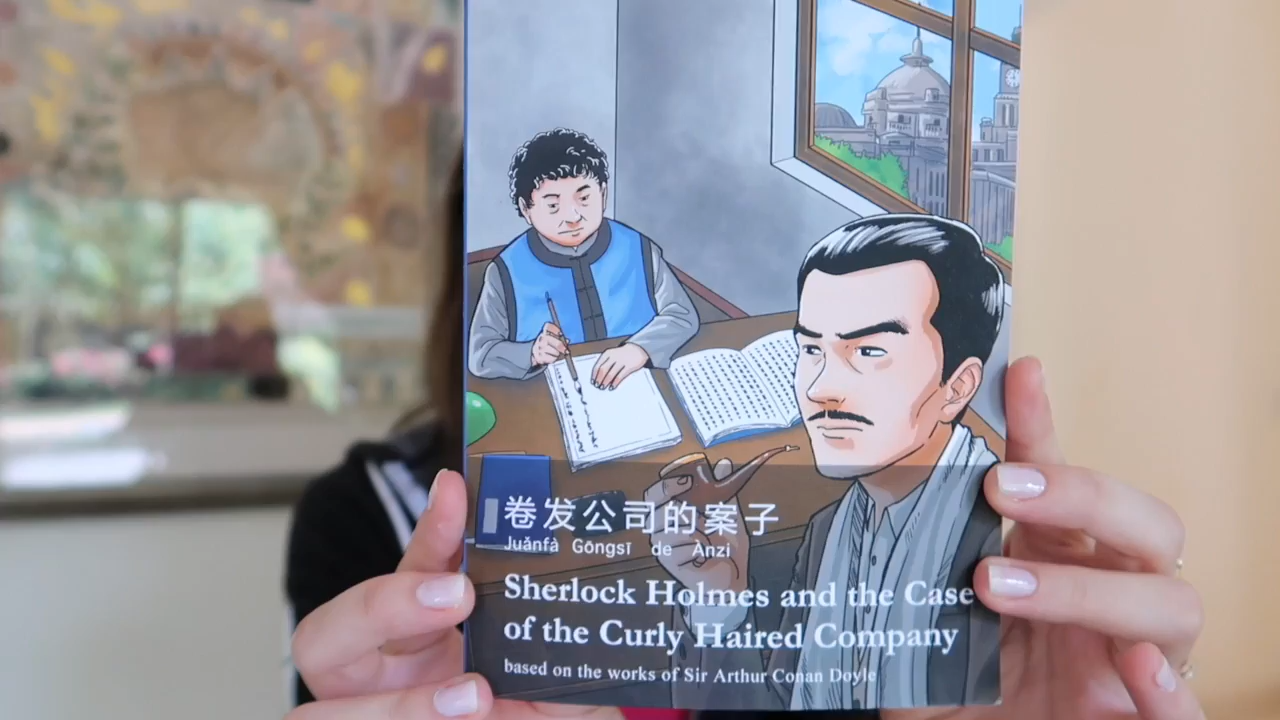 卷发公司的案子
Juǎnfà Gōngsī de Ànzi
Sherlock Holmes and the Case
of the Curly Haired Company
based on the works of Sir Arthur Conan Doyle